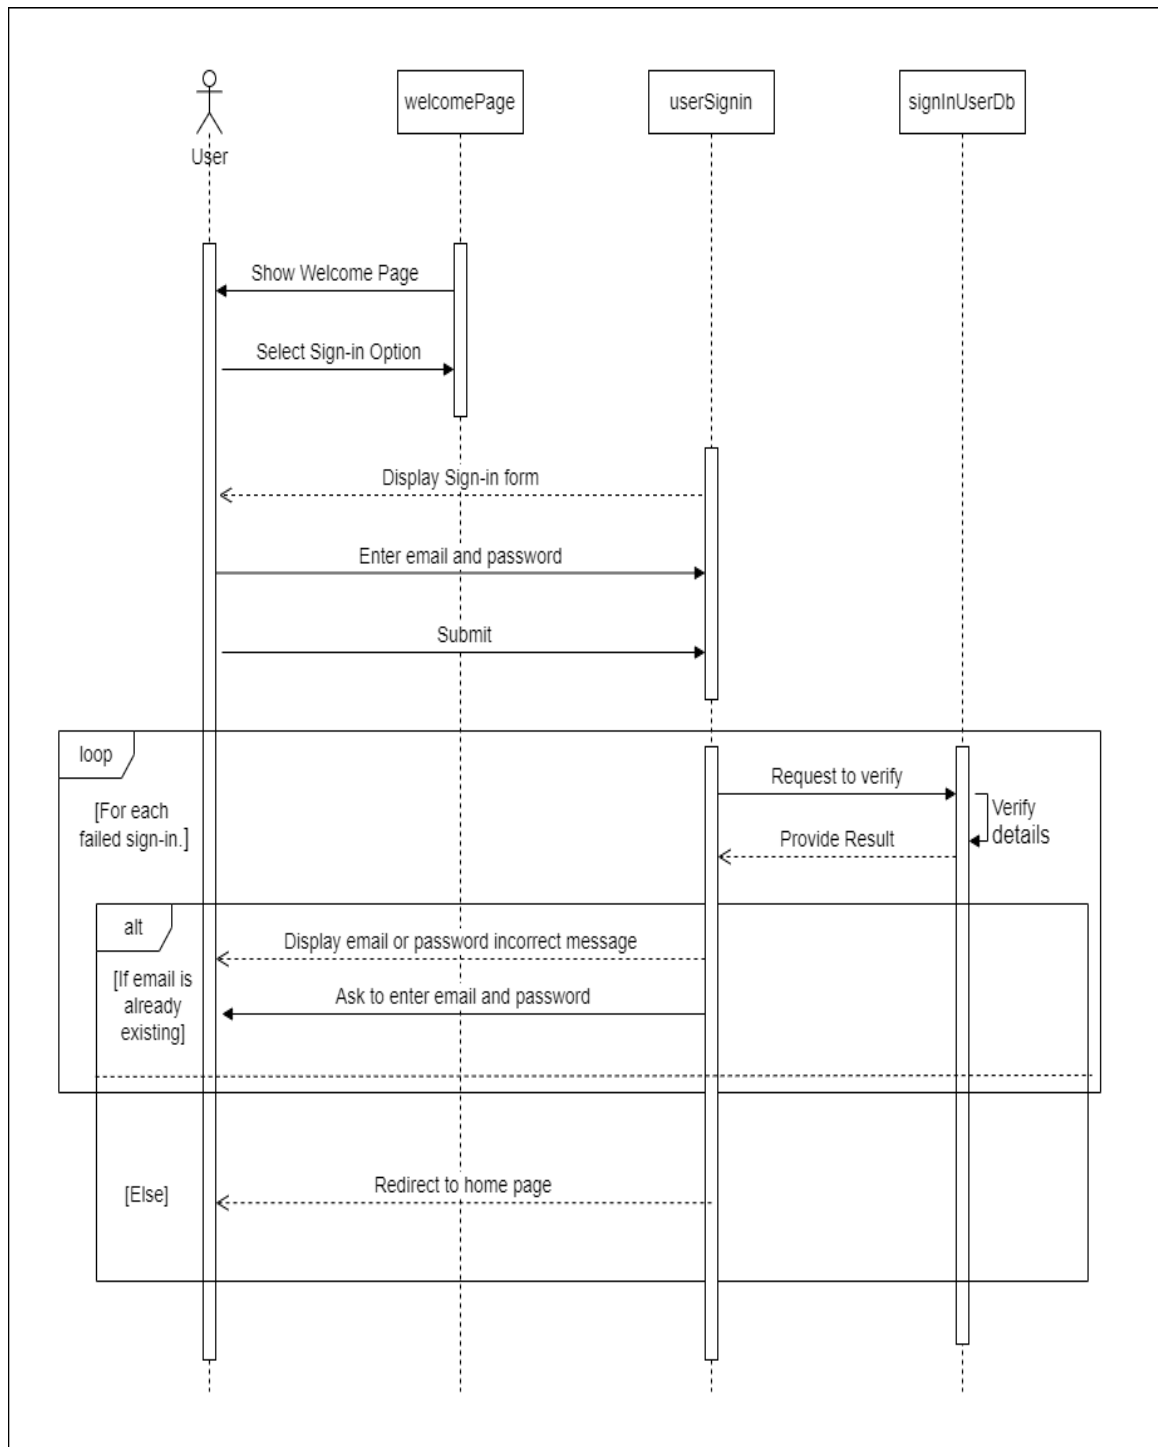 welcomePage
userSignin
signInUserDb
User
Show Welcome Page
Select Sign-in Option
Display Sign-in form
Enter email and password
Submit
loop
[For each
failed sign-in.]
Request to verify
Verify
details
Provide Result
alt
[If email is
already
existing]
Display email or password incorrect message
Ask to enter email and password
[Else]
Redirect to home page